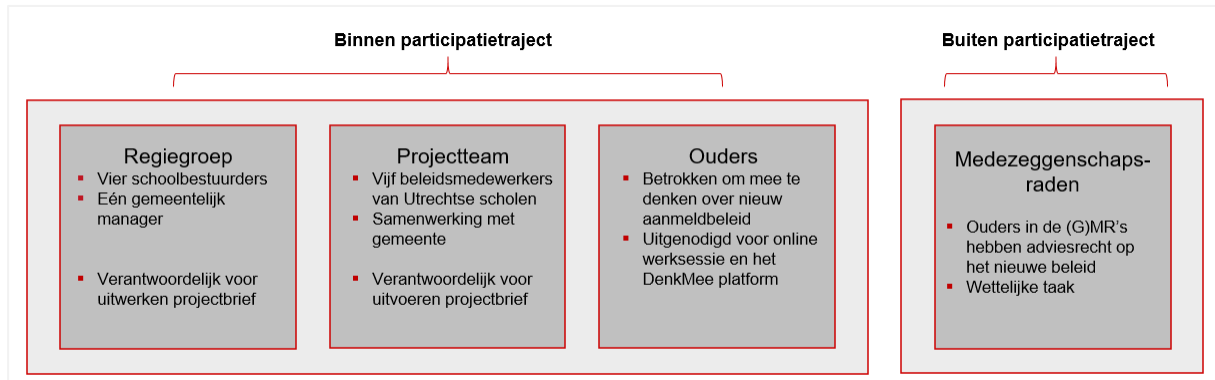 Binnen participatietraject
Buiten participatietraject
Regiegroep
▪ Vier schoolbestuurders
▪ Eén gemeentelijk
manager
▪ Verantwoordelijk voor
uitwerken projectbrief
Projectteam
▪ Vijf beleidsmedewerkers
van Utrechtse scholen
▪ Samenwerking met
gemeente
▪ Verantwoordelijk voor
uitvoeren projectbrief
Ouders
▪ Betrokken om mee te
denken over nieuw
aanmeldbeleid
▪ Uitgenodigd voor online
werksessie en het
DenkMee platform
Medezeggenschaps-
raden
▪ Ouders in de (G)MR’s
hebben adviesrecht op
het nieuwe beleid
▪ Wettelijke taak